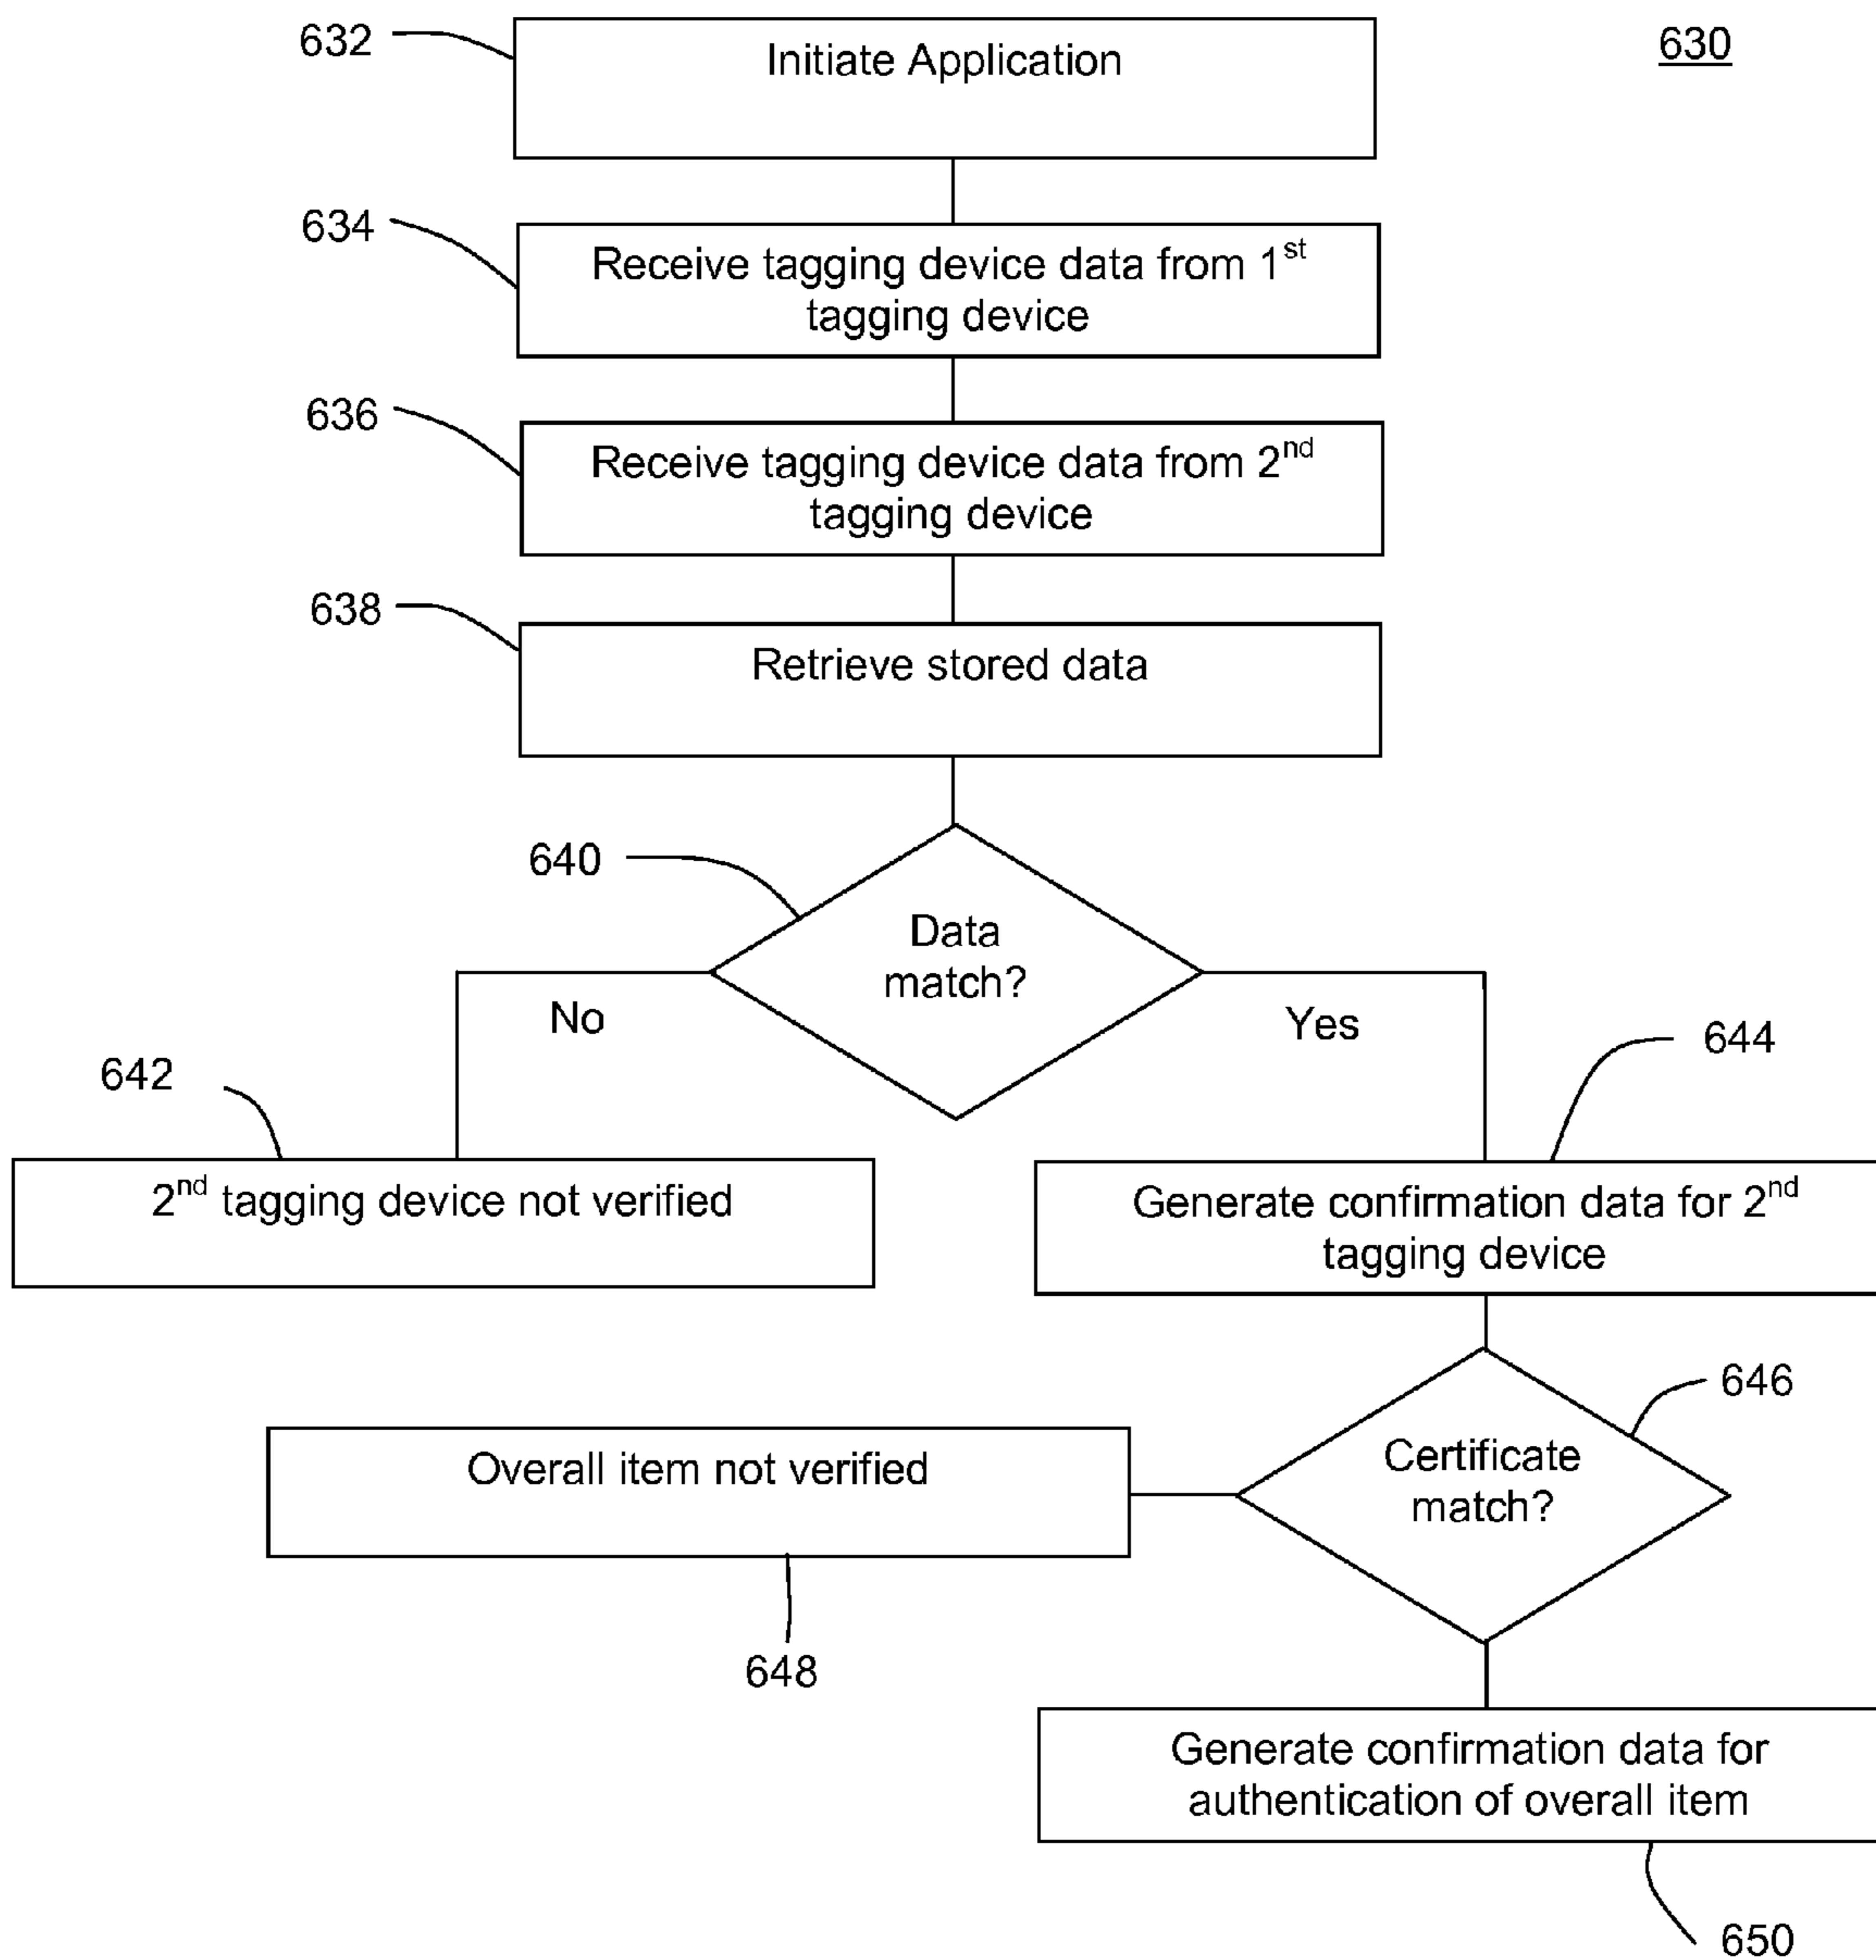 632
Initiate Application
630
634
Receive tagging device data from 1st
tagging device
636
Receive tagging device data from 2nd
tagging device
638
Retrieve stored data
640
Data
match?
No
Yes
642
644
2nd tagging device not verified
Generate confirmation data for 2nd
tagging device
646
Overall item not verified
Certificate
match?
648
Generate confirmation data for
authentication of overall item
650